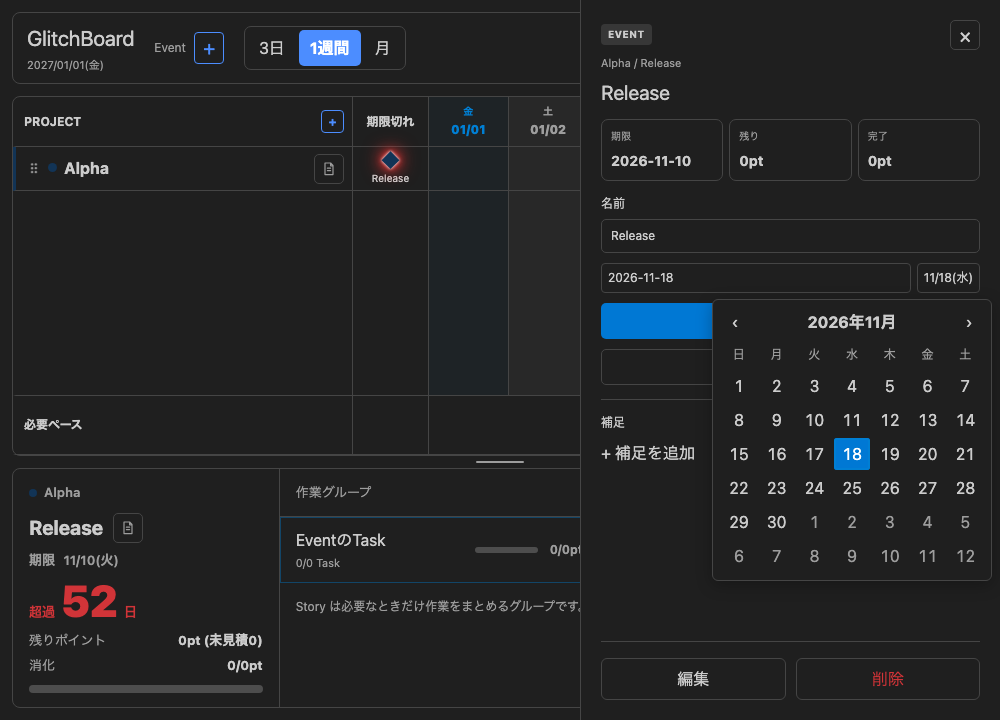 GlitchBoard
2027/01/01(金)
Event
+
3日
1週間
月
PROJECT
+
期限切れ
金
01/01
土
01/02
Alpha
Release
必要ペース
Alpha
Release
期限 11/10(火)
超過 52 日
残りポイント 0pt (未見積0)
消化 0/0pt
作業グループ
EventのTask
0/0 Task
0/0pt
Story は必要なときだけ作業をまとめるグループです。
EVENT
×
Alpha / Release
Release
期限
2026-11-10
残り
0pt
完了
0pt
名前
Release
2026-11-18
11/18(水)
‹ 2026年11月 ›
日 月 火 水 木 金 土
1 2 3 4 5 6 7
8 9 10 11 12 13 14
15 16 17 18 19 20 21
22 23 24 25 26 27 28
29 30 1 2 3 4 5
6 7 8 9 10 11 12
補足
+ 補足を追加
編集
削除